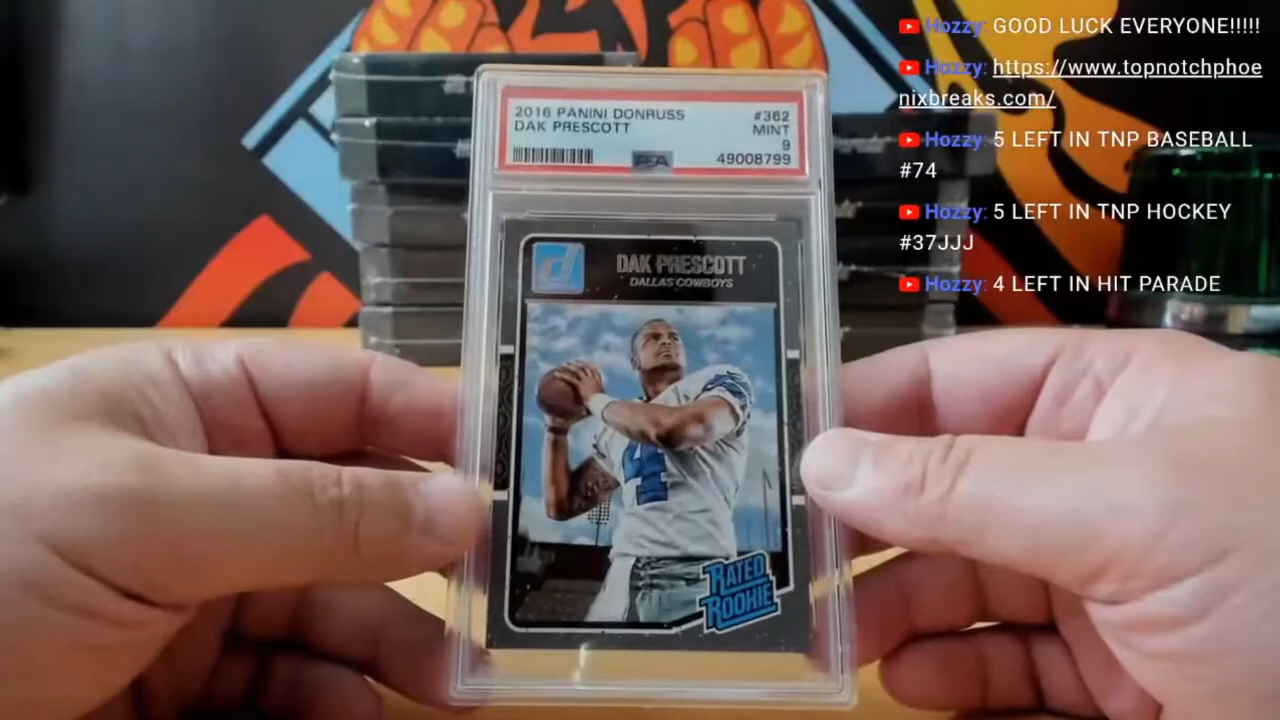 2016 PANINI DONRUSS #362
DAK PRESCOTT MINT
9
PSA 49008799
DAK PRESCOTT
DALLAS COWBOYS
4
RATED
ROOKIE
Hozzy: GOOD LUCK EVERYONE!!!!!
Hozzy: https://www.topnotchphoe
nixbreaks.com/
Hozzy: 5 LEFT IN TNP BASEBALL
#74
Hozzy: 5 LEFT IN TNP HOCKEY
#37JJJ
Hozzy: 4 LEFT IN HIT PARADE